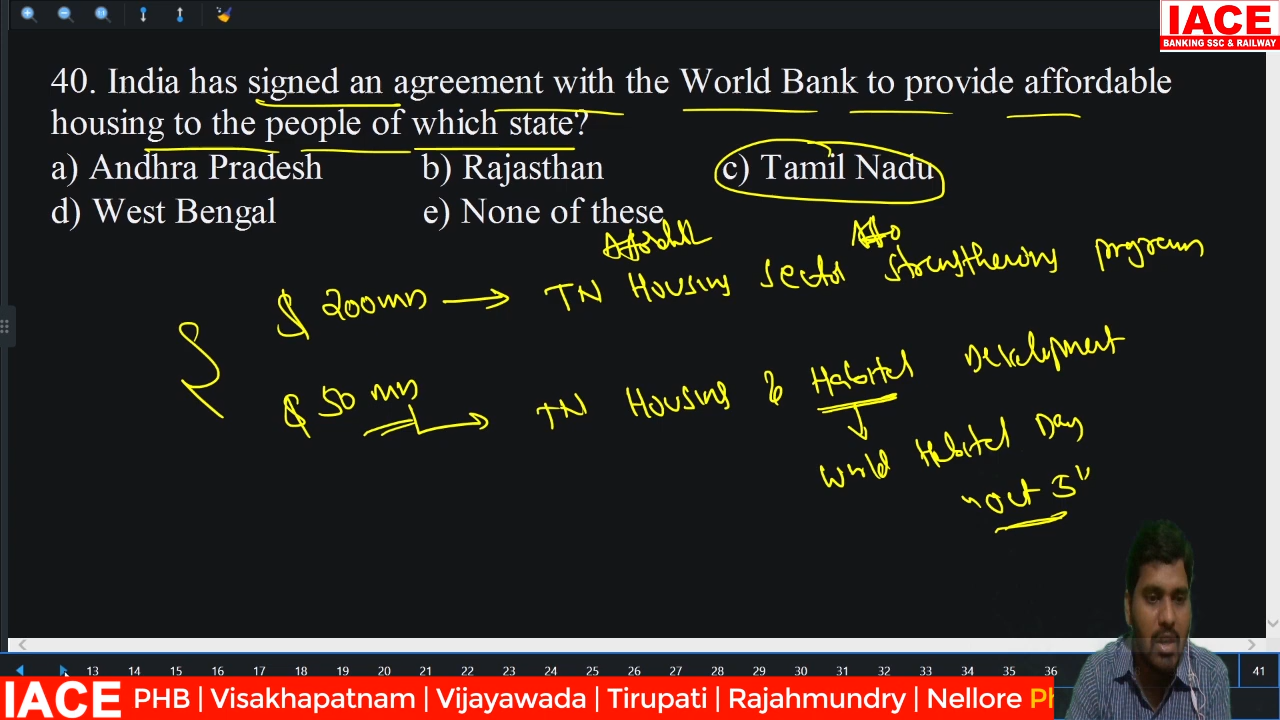 IACE
BANKING SSC & RAILWAY
40. India has signed an agreement with the World Bank to provide affordable
housing to the people of which state?
a) Andhra Pradesh b) Rajasthan c) Tamil Nadu
d) West Bengal e) None of these
$ 200mn → TN Housing Sector Strengthening program
$ 50 mn → TN Housing & Habitat Development
World Habitat Day
"Oct 5"
13 14 15 16 17 18 19 20 21 22 23 24 25 26 27 28 29 30 31 32 33 34 35 36 41
IACE PHB | Visakhapatnam | Vijayawada | Tirupati | Rajahmundry | Nellore